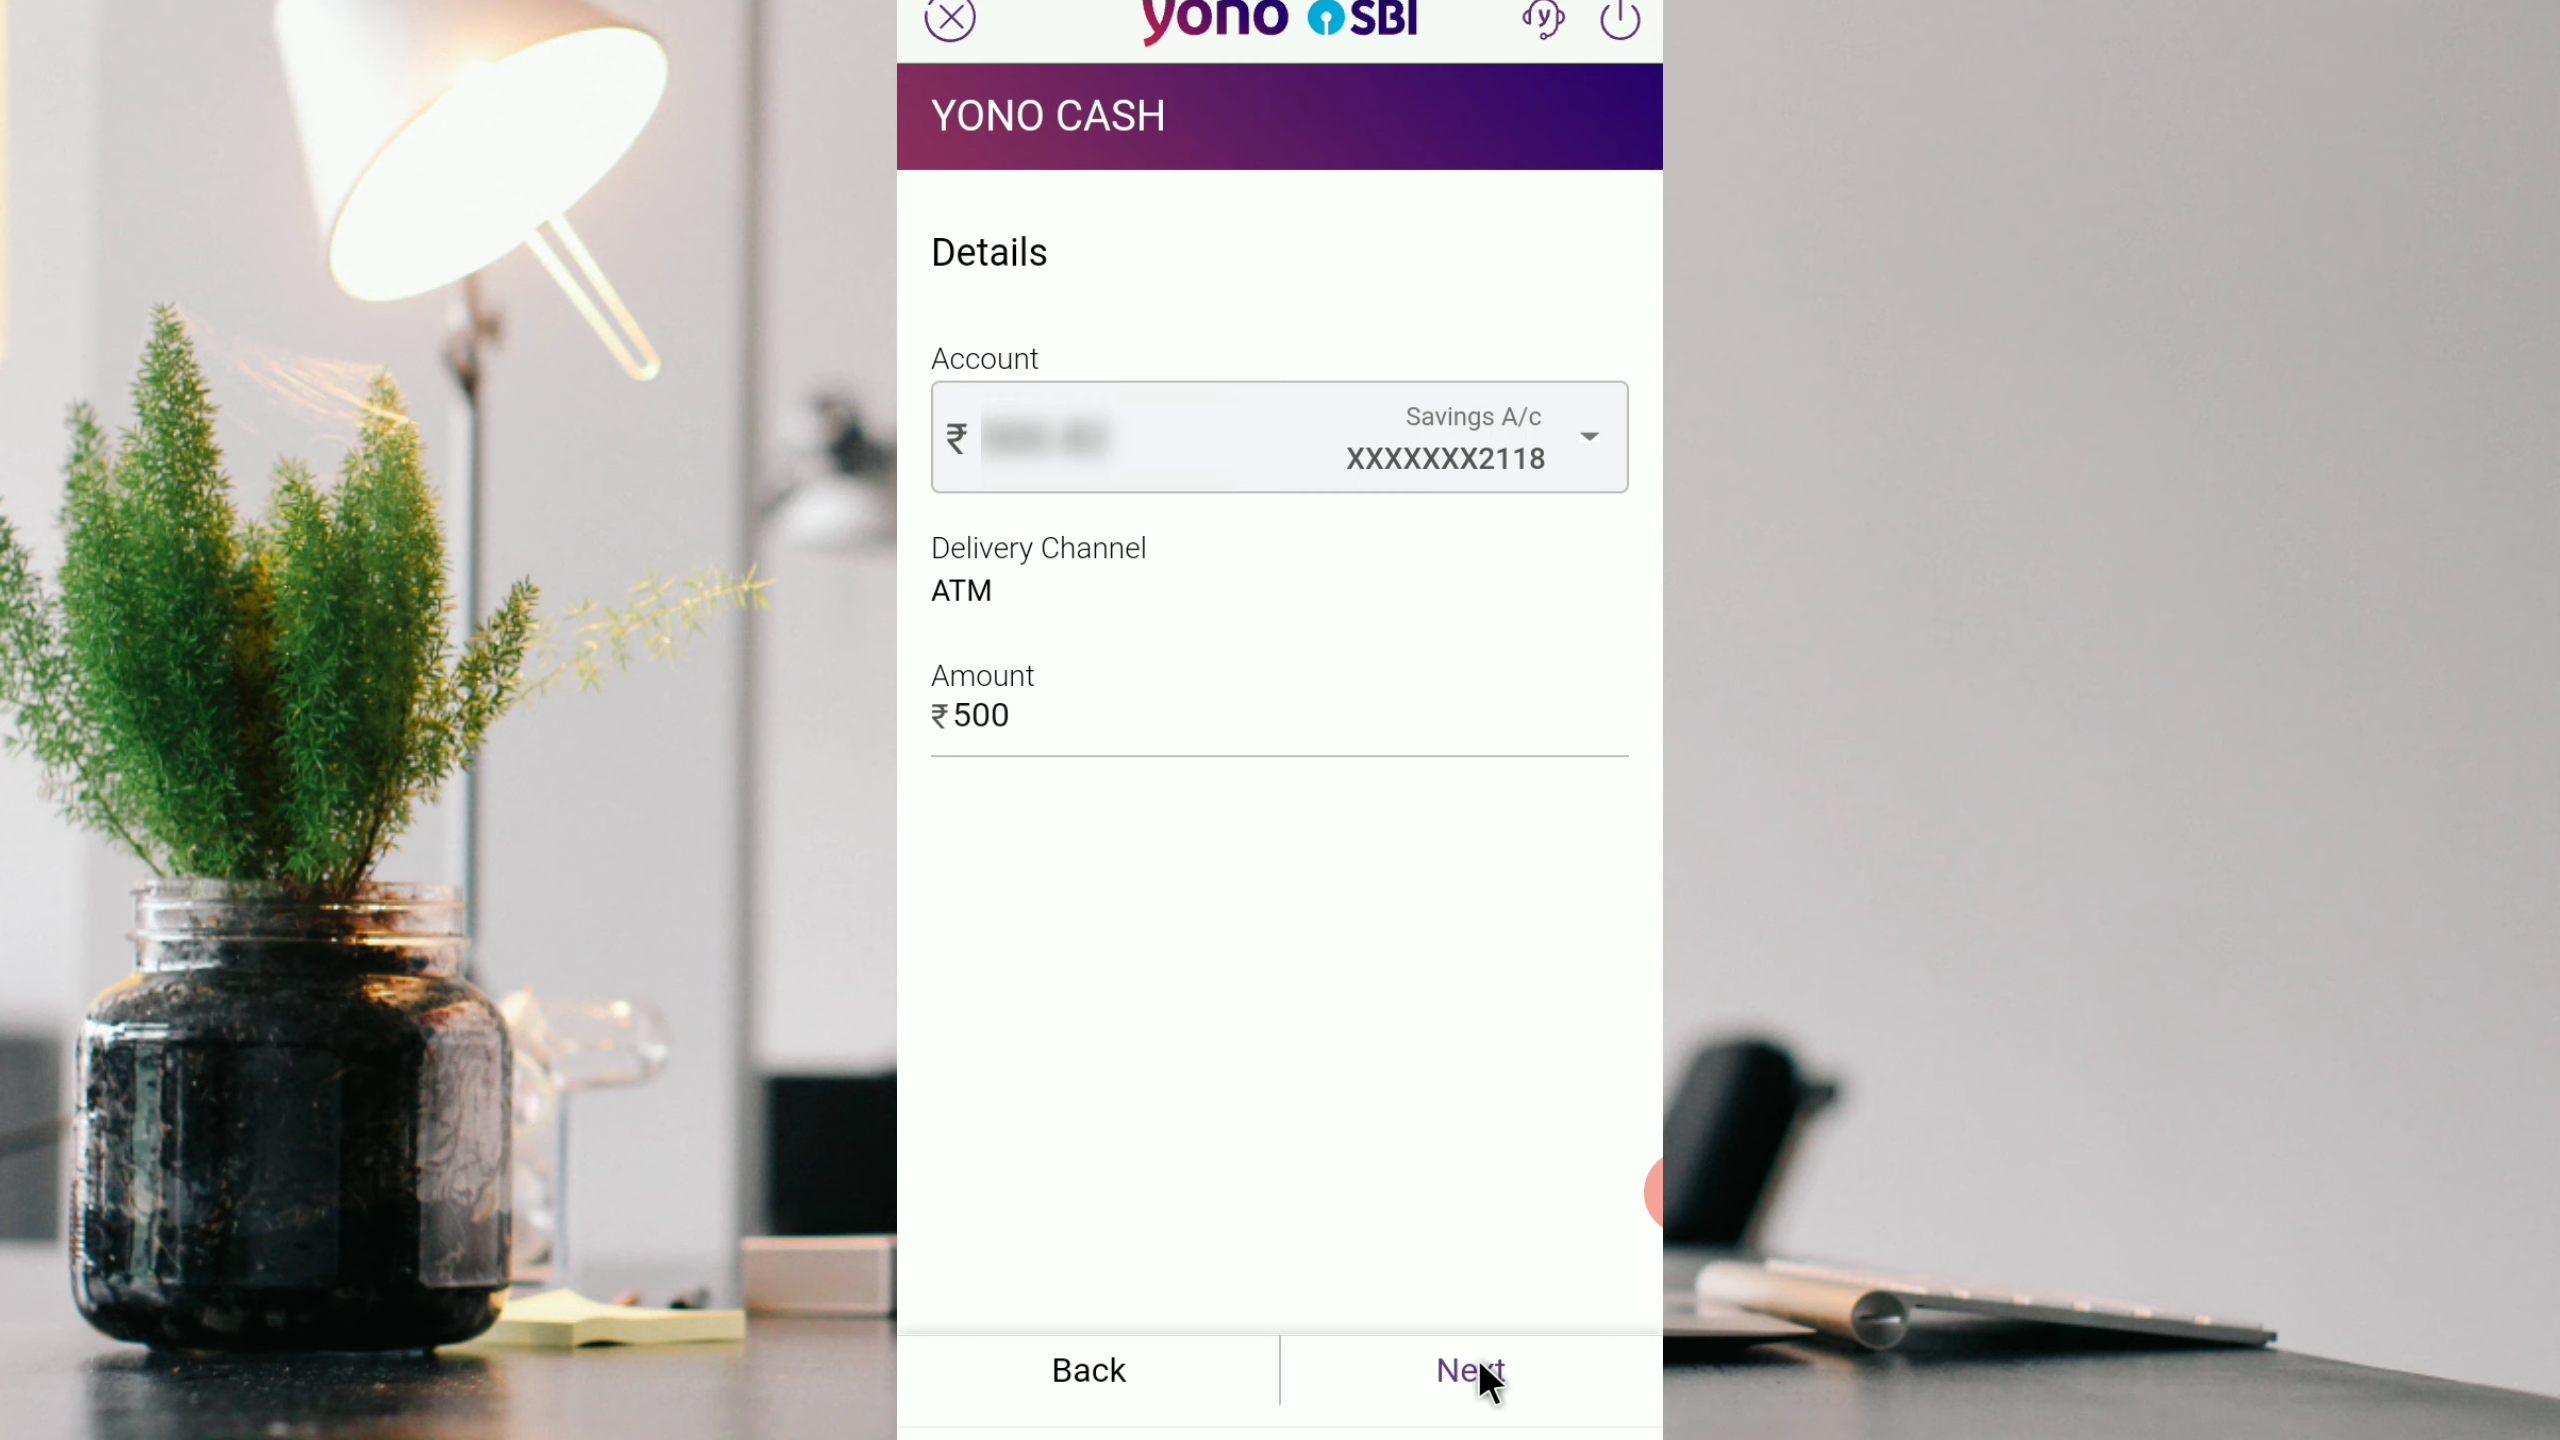 yono SBI
YONO CASH
Details
Account
₹
Savings A/c
XXXXXXX2118
Delivery Channel
ATM
Amount
₹ 500
Back
Next